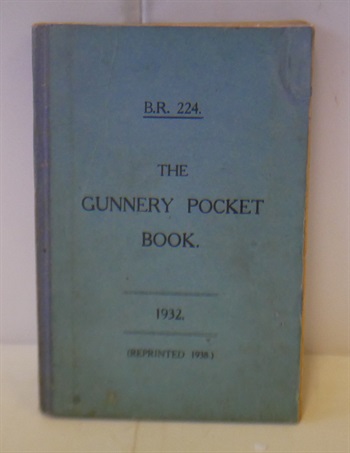 B.R. 224.
THE
GUNNERY POCKET
BOOK.
1932.
(REPRINTED 1938.)